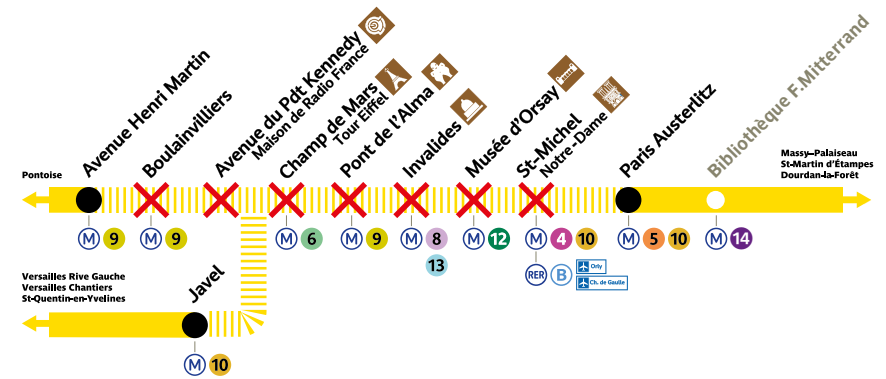 Avenue Henri Martin
Boulainvilliers
Avenue du Pdt Kennedy
Maison de Radio France
Champ de Mars
Tour Eiffel
Pont de l'Alma
Invalides
Musée d'Orsay
St-Michel
Notre-Dame
Paris Austerlitz
Bibliothèque F.Mitterrand
Pontoise
Massy–Palaiseau
St-Martin d'Étampes
Dourdan-la-Forêt
M 9
M 9
M 6
M 9
M 8
13
M 12
M 4 10
RER B Orly
Ch. de Gaulle
M 5 10
M 14
Versailles Rive Gauche
Versailles Chantiers
St-Quentin-en-Yvelines
Javel
M 10